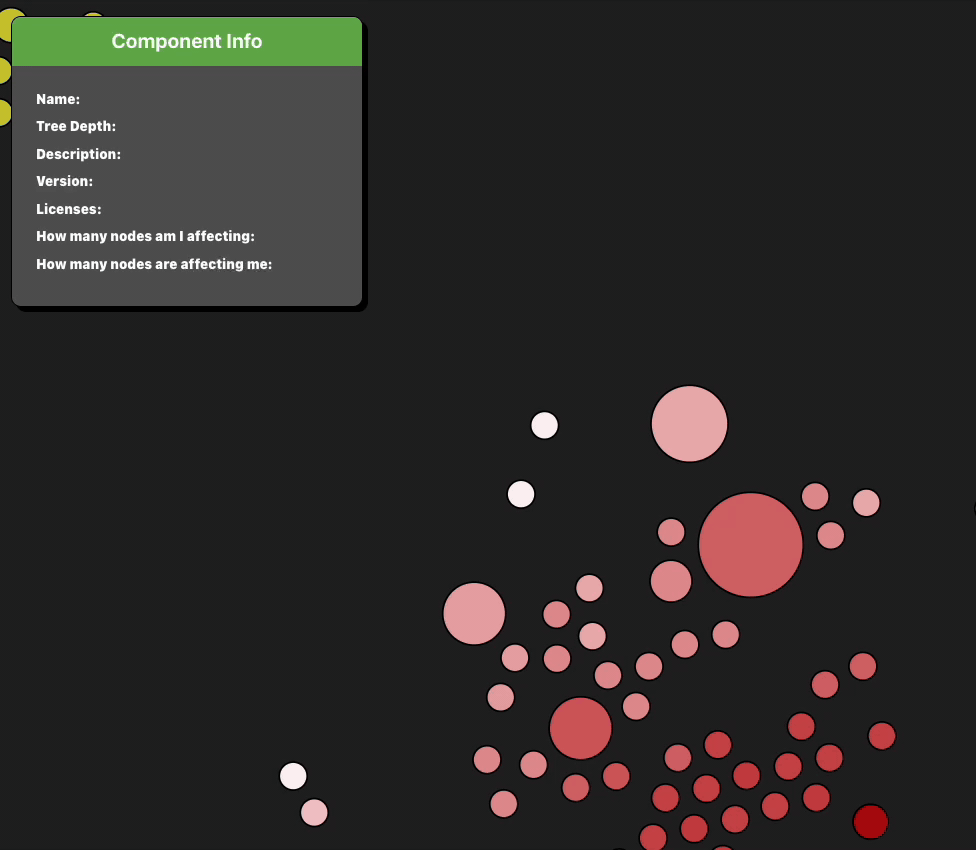 Component Info
Name:
Tree Depth:
Description:
Version:
Licenses:
How many nodes am I affecting:
How many nodes are affecting me: